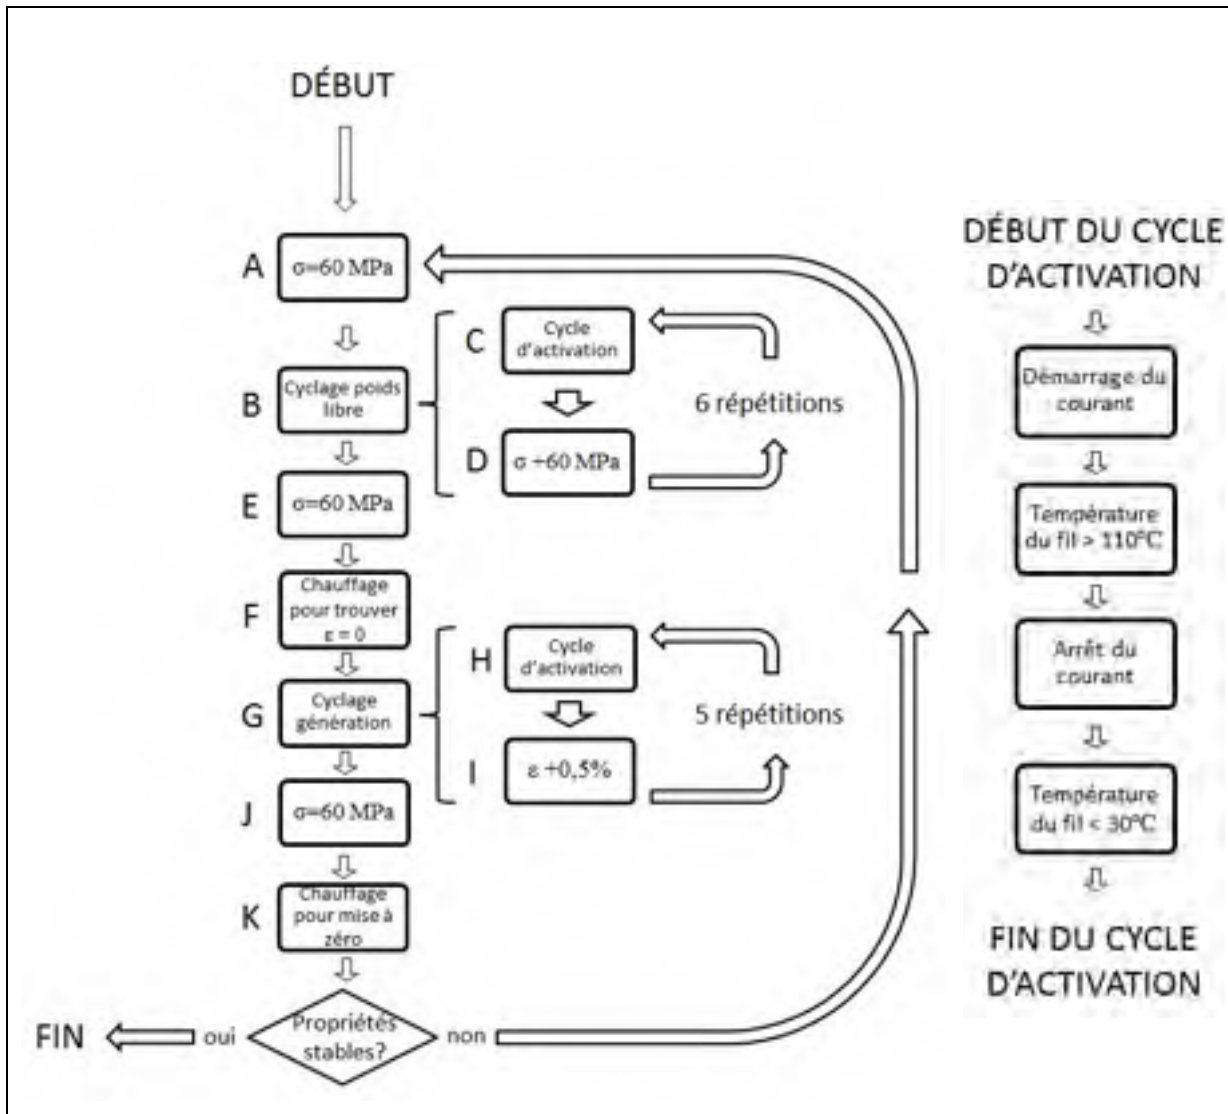 DÉBUT
A
σ=60 MPa
B
Cyclage poids
libre
C
Cycle
d'activation
D
σ +60 MPa
6 répétitions
E
σ=60 MPa
F
Chauffage
pour trouver
ε = 0
G
Cyclage
génération
H
Cycle
d'activation
I
ε +0,5%
5 répétitions
J
σ=60 MPa
K
Chauffage
pour mise à
zéro
Propriétés
stables?
oui
FIN
non
DÉBUT DU CYCLE
D'ACTIVATION
Démarrage du
courant
Température
du fil > 110°C
Arrêt du
courant
Température
du fil < 30°C
FIN DU CYCLE
D'ACTIVATION